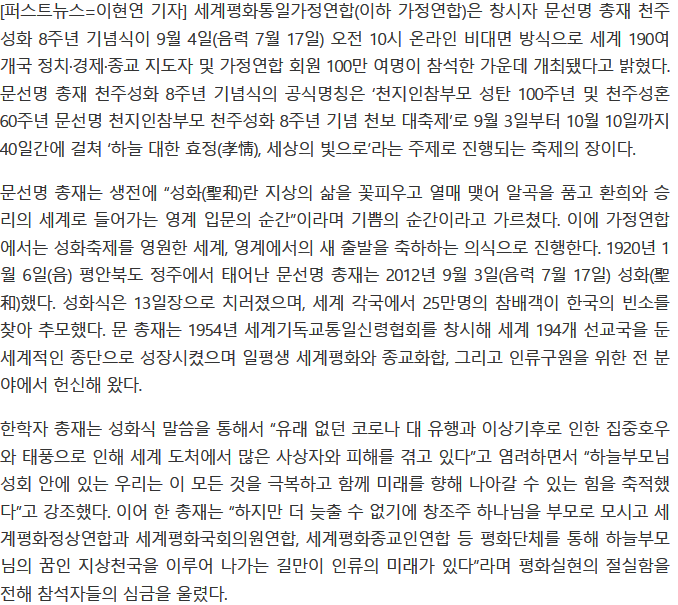 [퍼스트뉴스=이현연 기자] 세계평화통일가정연합(이하 가정연합)은 창시자 문선명 총재 천주
성화 8주년 기념식이 9월 4일(음력 7월 17일) 오전 10시 온라인 비대면 방식으로 세계 190여
개국 정치·경제·종교 지도자 및 가정연합 회원 100만 여명이 참석한 가운데 개최됐다고 밝혔다.
문선명 총재 천주성화 8주년 기념식의 공식명칭은 ‘천지인참부모 성탄 100주년 및 천주성혼
60주년 문선명 천지인참부모 천주성화 8주년 기념 천보 대축제’로 9월 3일부터 10월 10일까지
40일간에 걸쳐 ‘하늘 대한 효정(孝情), 세상의 빛으로’라는 주제로 진행되는 축제의 장이다.
문선명 총재는 생전에 “성화(聖和)란 지상의 삶을 꽃피우고 열매 맺어 알곡을 품고 환희와 승
리의 세계로 들어가는 영계 입문의 순간”이라며 기쁨의 순간이라고 가르쳤다. 이에 가정연합
에서는 성화축제를 영원한 세계, 영계에서의 새 출발을 축하하는 의식으로 진행한다. 1920년 1
월 6일(음) 평안북도 정주에서 태어난 문선명 총재는 2012년 9월 3일(음력 7월 17일) 성화(聖
和)했다. 성화식은 13일장으로 치러졌으며, 세계 각국에서 25만명의 참배객이 한국의 빈소를
찾아 추모했다. 문 총재는 1954년 세계기독교통일신령협회를 창시해 세계 194개 선교국을 둔
세계적인 종단으로 성장시켰으며 일평생 세계평화와 종교화합, 그리고 인류구원을 위한 전 분
야에서 헌신해 왔다.
한학자 총재는 성화식 말씀을 통해서 “유래 없던 코로나 대 유행과 이상기후로 인한 집중호우
와 태풍으로 인해 세계 도처에서 많은 사상자와 피해를 겪고 있다”고 염려하면서 “하늘부모님
성회 안에 있는 우리는 이 모든 것을 극복하고 함께 미래를 향해 나아갈 수 있는 힘을 축적했
다”고 강조했다. 이어 한 총재는 “하지만 더 늦출 수 없기에 창조주 하나님을 부모로 모시고 세
계평화정상연합과 세계평화국회의원연합, 세계평화종교인연합 등 평화단체를 통해 하늘부모
님의 꿈인 지상천국을 이루어 나가는 길만이 인류의 미래가 있다”라며 평화실현의 절실함을
전해 참석자들의 심금을 울렸다.